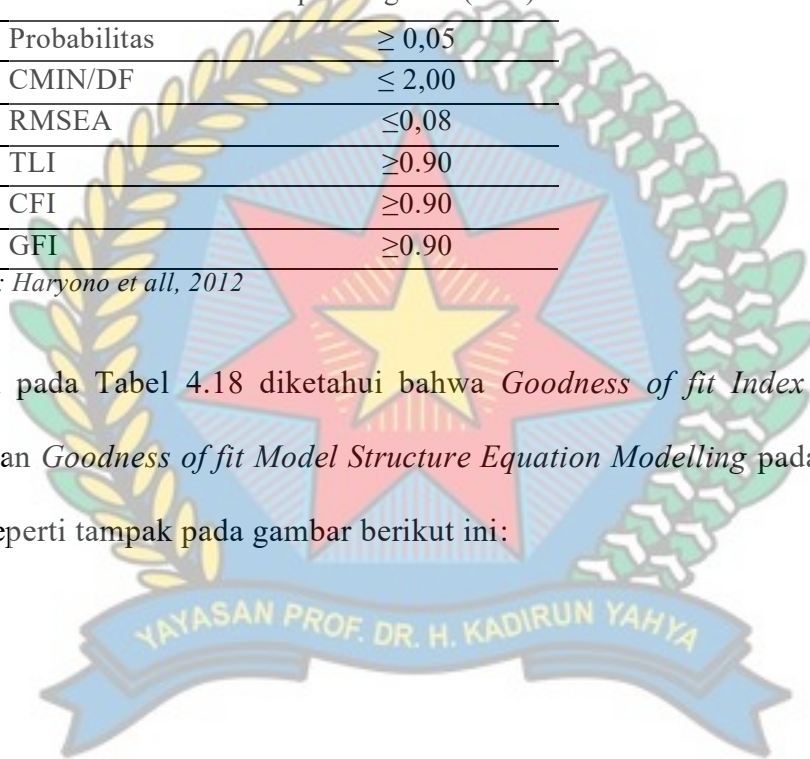 Probabilitas ≥ 0,05
CMIN/DF ≤ 2,00
RMSEA ≤0,08
TLI ≥0.90
CFI ≥0.90
GFI ≥0.90
: Haryono et all, 2012
pada Tabel 4.18 diketahui bahwa Goodness of fit Index
an Goodness of fit Model Structure Equation Modelling pada
eperti tampak pada gambar berikut ini:
YAYASAN PROF. DR. H. KADIRUN YAHYA